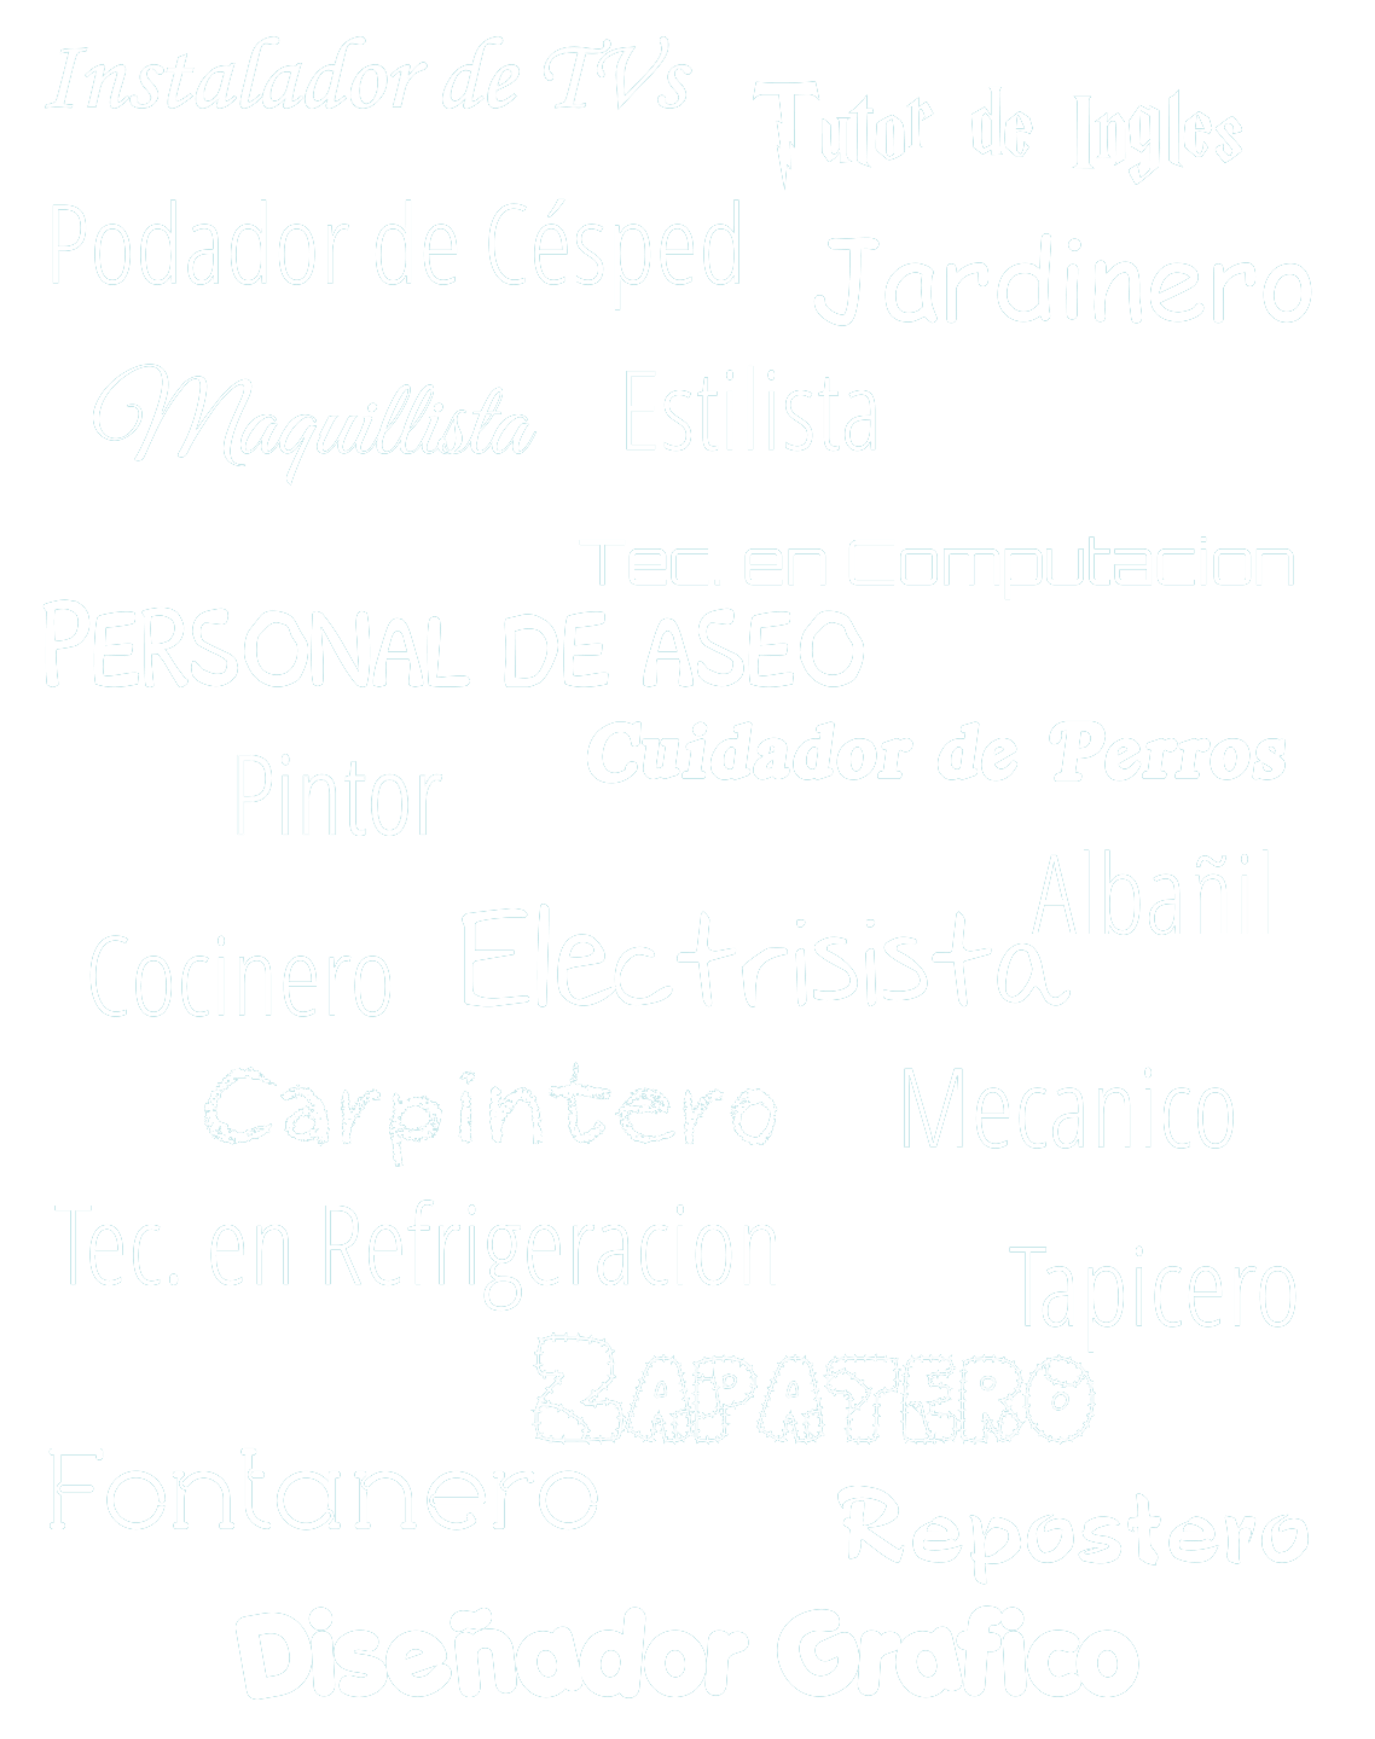 Instalador de TVs
Tutor de Ingles
Podador de Césped
Jardinero
Maquillista
Estilista
Tec. en Computacion
PERSONAL DE ASEO
Cuidador de Perros
Pintor
Albañil
Electrisista
Cocinero
Carpintero
Mecanico
Tec. en Refrigeracion
Tapicero
ZAPATERO
Fontanero
Repostero
Diseñador Grafico